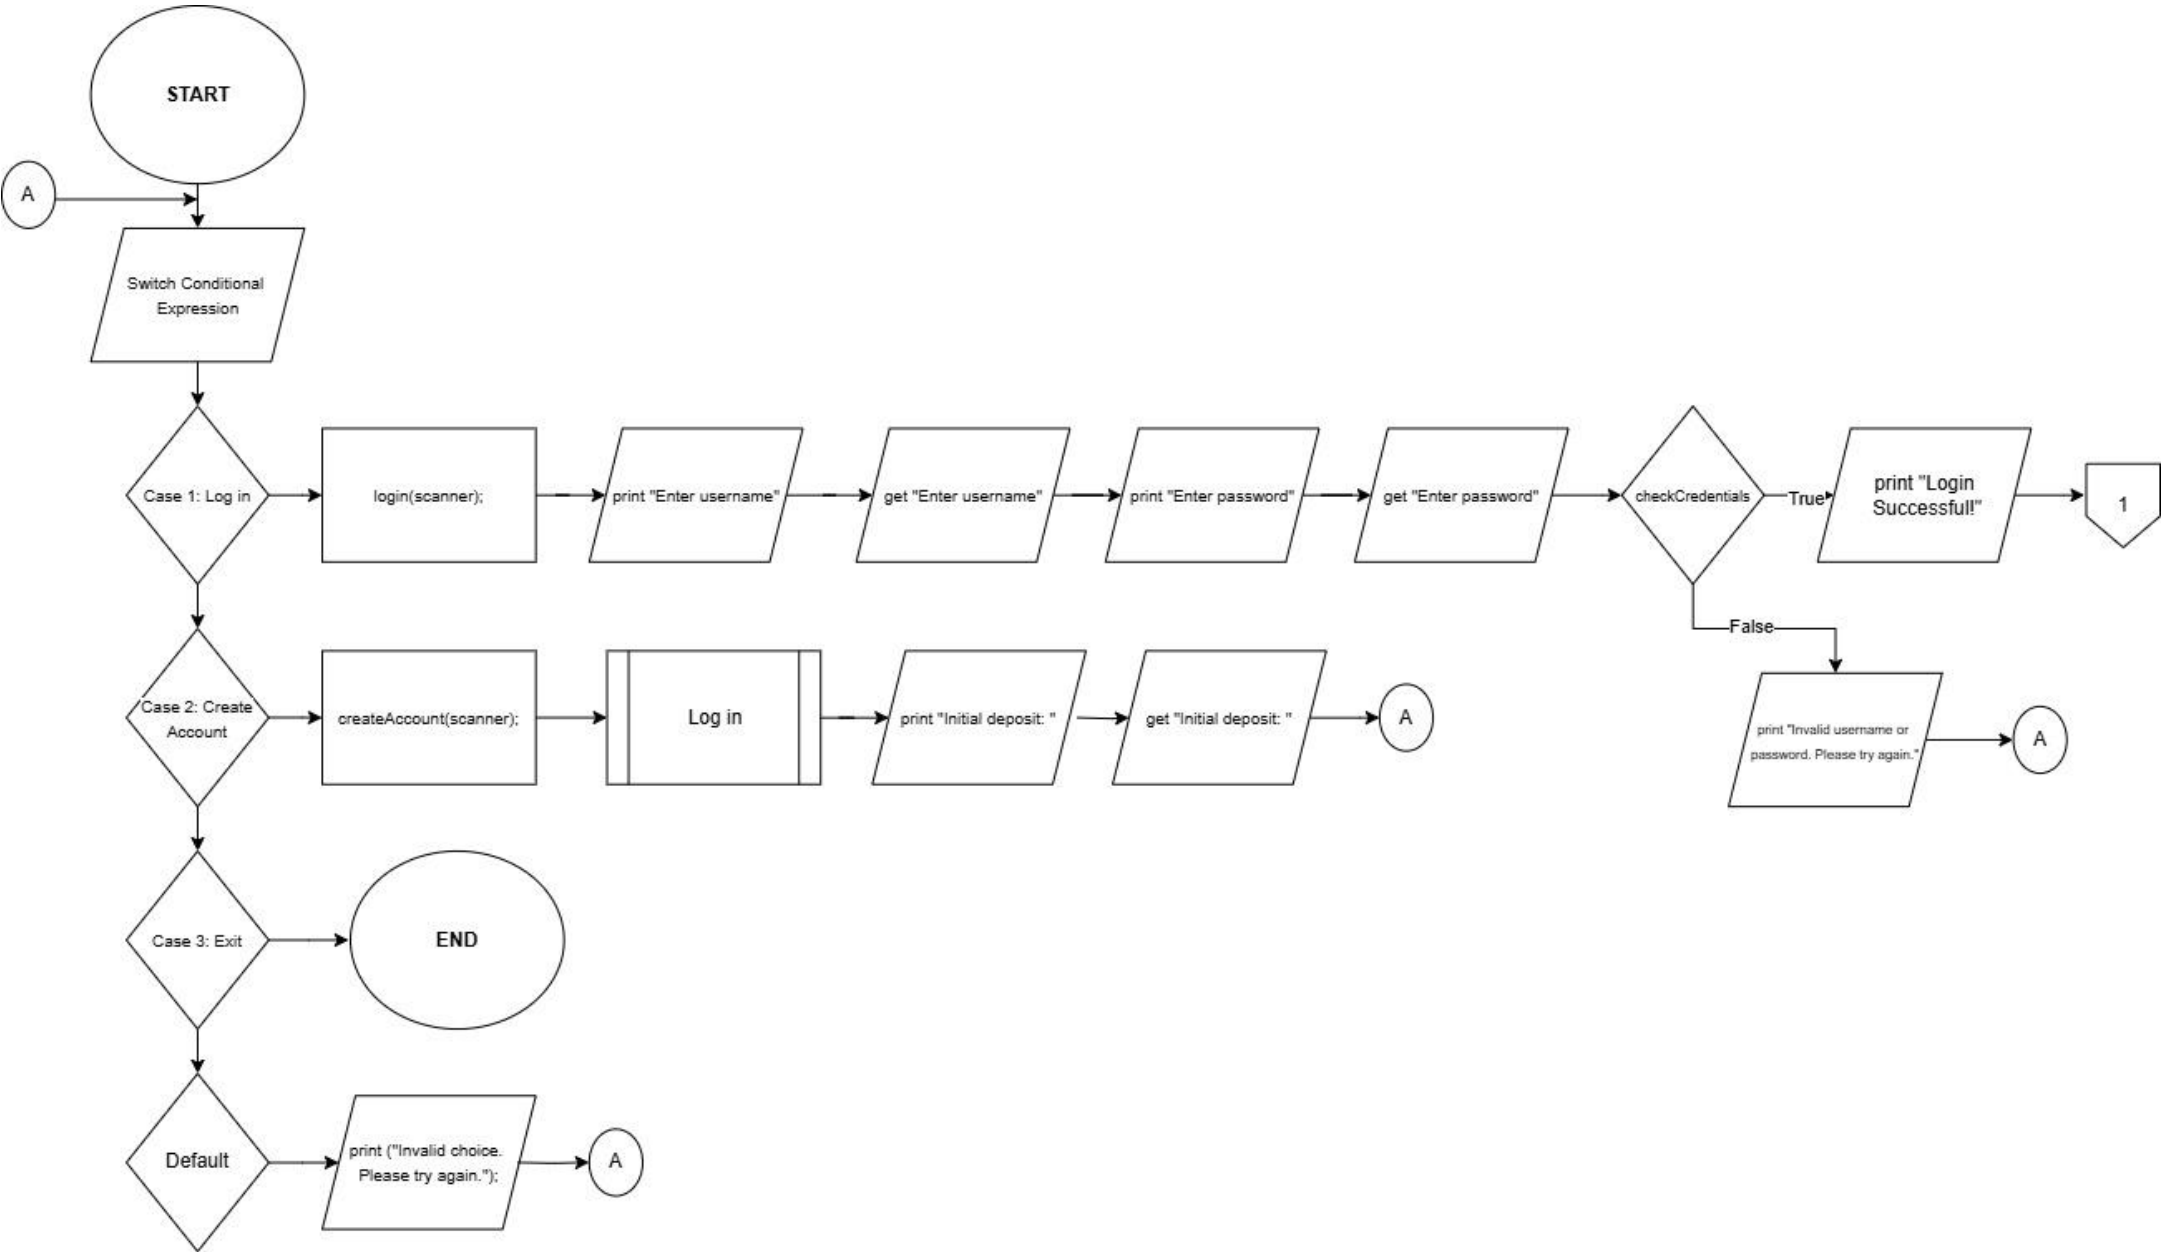 START
A
Switch Conditional
Expression
Case 1: Log in
login(scanner);
print "Enter username"
get "Enter username"
print "Enter password"
get "Enter password"
checkCredentials
True
print "Login
Successful!"
1
False
print "Invalid username or
password. Please try again."
A
Case 2: Create
Account
createAccount(scanner);
Log in
print "Initial deposit: "
get "Initial deposit: "
A
Case 3: Exit
END
Default
print ("Invalid choice.
Please try again.");
A